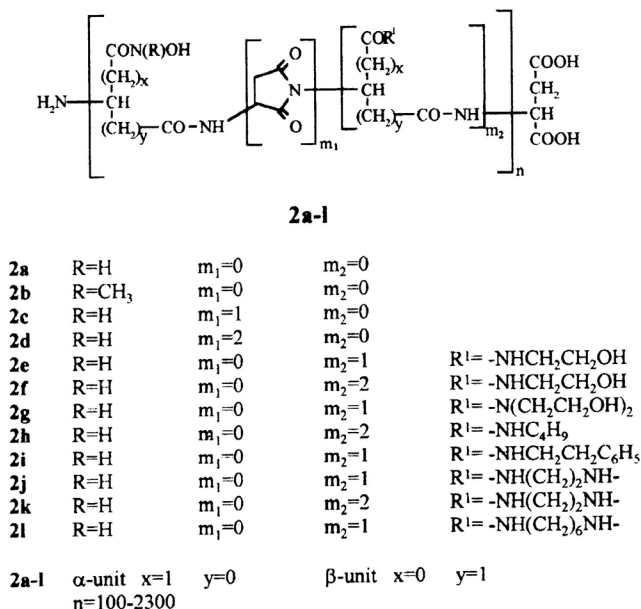 CON(R)OH
(CH₂)x
H₂N
CH
(CH₂)y
CO
NH
O
N
O
m₁
COR¹
(CH₂)x
CH
(CH₂)y
CO
NH
m₂
COOH
CH₂
CH
COOH
n
2a-l
2a R=H m₁=0 m₂=0
2b R=CH₃ m₁=0 m₂=0
2c R=H m₁=1 m₂=0
2d R=H m₁=2 m₂=0
2e R=H m₁=0 m₂=1 R¹= -NHCH₂CH₂OH
2f R=H m₁=0 m₂=2 R¹= -NHCH₂CH₂OH
2g R=H m₁=0 m₂=1 R¹= -N(CH₂CH₂OH)₂
2h R=H m₁=0 m₂=2 R¹= -NHC₄H₉
2i R=H m₁=0 m₂=1 R¹= -NHCH₂CH₂C₆H₅
2j R=H m₁=0 m₂=1 R¹= -NH(CH₂)₂NH-
2k R=H m₁=0 m₂=2 R¹= -NH(CH₂)₂NH-
2l R=H m₁=0 m₂=1 R¹= -NH(CH₂)₆NH-
2a-l α-unit x=1 y=0 β-unit x=0 y=1
n=100-2300